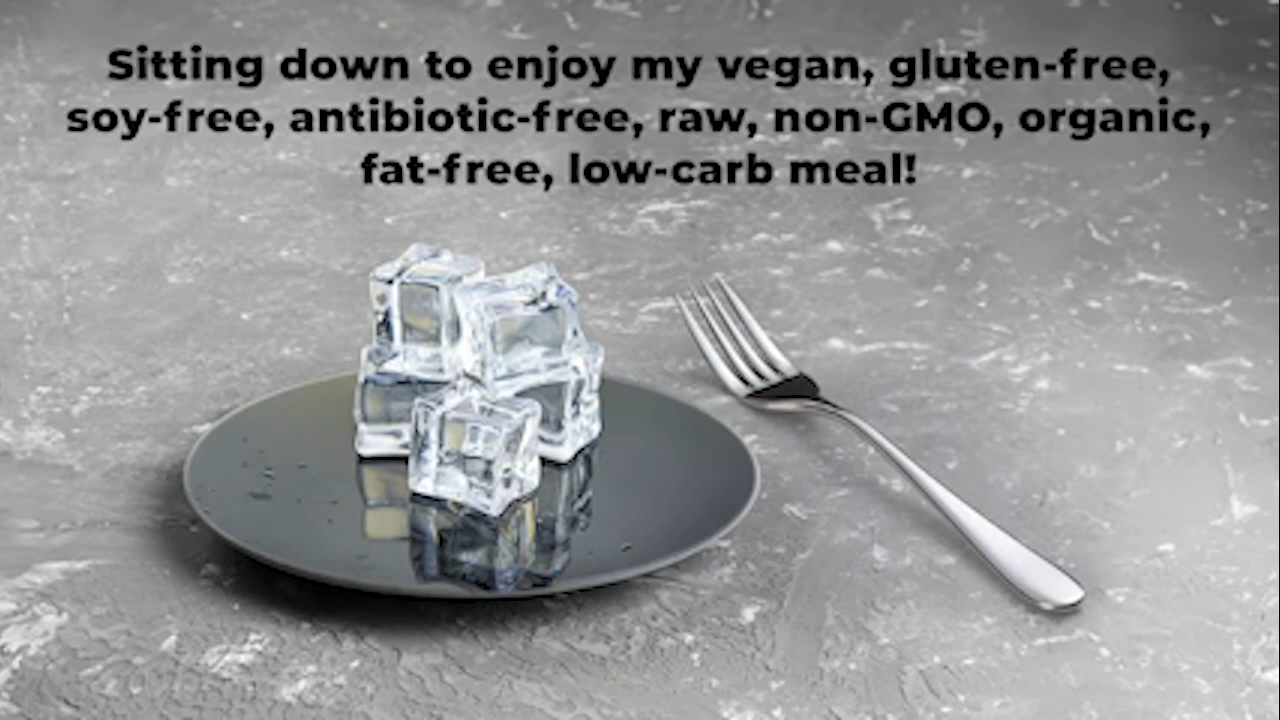 Sitting down to enjoy my vegan, gluten-free,
soy-free, antibiotic-free, raw, non-GMO, organic,
fat-free, low-carb meal!